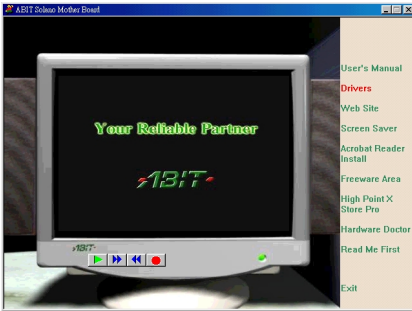 ABIT Solano Mother Board
User's Manual
Drivers
Web Site
Screen Saver
Acrobat Reader
Install
Freeware Area
High Point X
Store Pro
Hardware Doctor
Read Me First
Exit
Your Reliable Partner
ABIT
ABIT